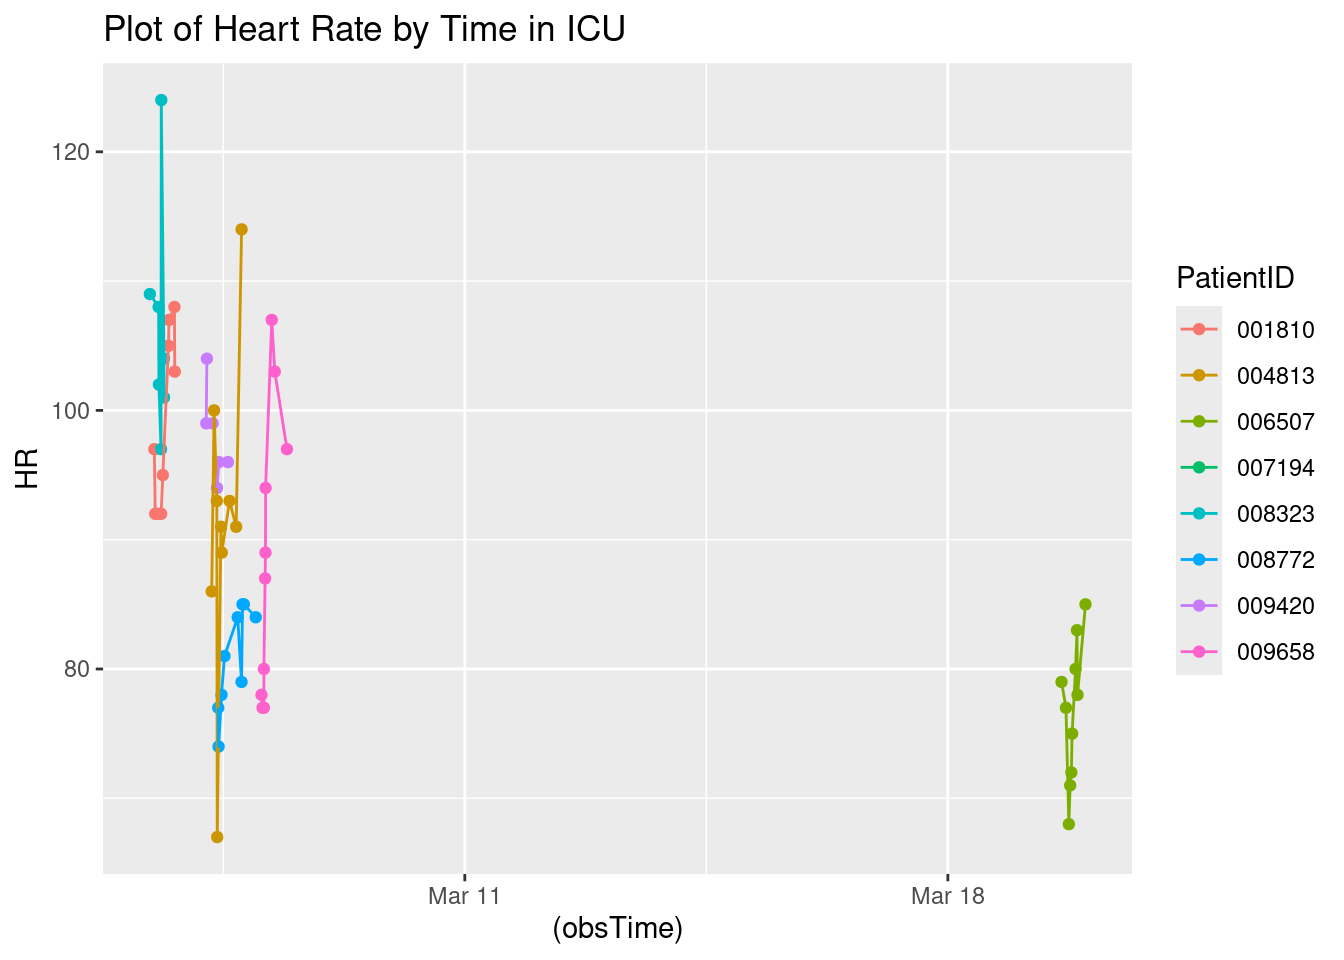 Plot of Heart Rate by Time in ICU
120
100
80
HR
Mar 11
Mar 18
(obsTime)
PatientID
001810
004813
006507
007194
008323
008772
009420
009658